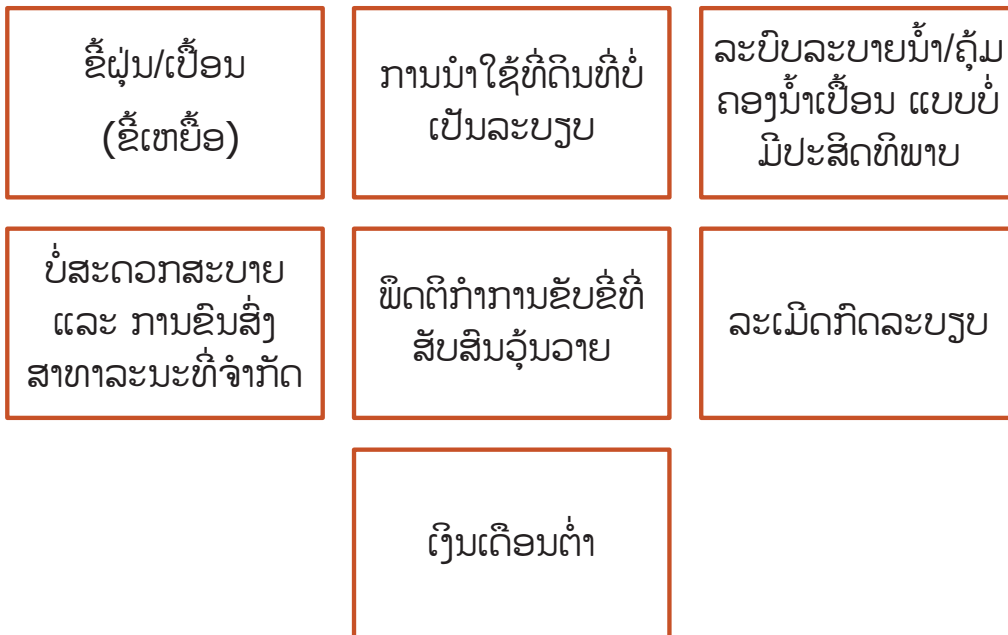 ຂີ້ຝຸ່ນ/ເປື້ອນ
(ຂີ້ເຫຍື້ອ)
ການນຳໃຊ້ທີ່ດິນທີ່ບໍ່
ເປັນລະບຽບ
ລະບົບລະບາຍນ້ຳ/ຄຸ້ມ
ຄອງນ້ຳເປື້ອນ ແບບບໍ່
ມີປະສິດທິພາບ
ບໍ່ສະດວກສະບາຍ
ແລະ ການຂົນສົ່ງ
ສາທາລະນະທີ່ຈຳກັດ
ພຶດຕິກຳການຂັບຂີ່ທີ່
ສັບສົນວຸ້ນວາຍ
ລະເມີດກົດລະບຽບ
ເງິນເດືອນຕ່ຳ